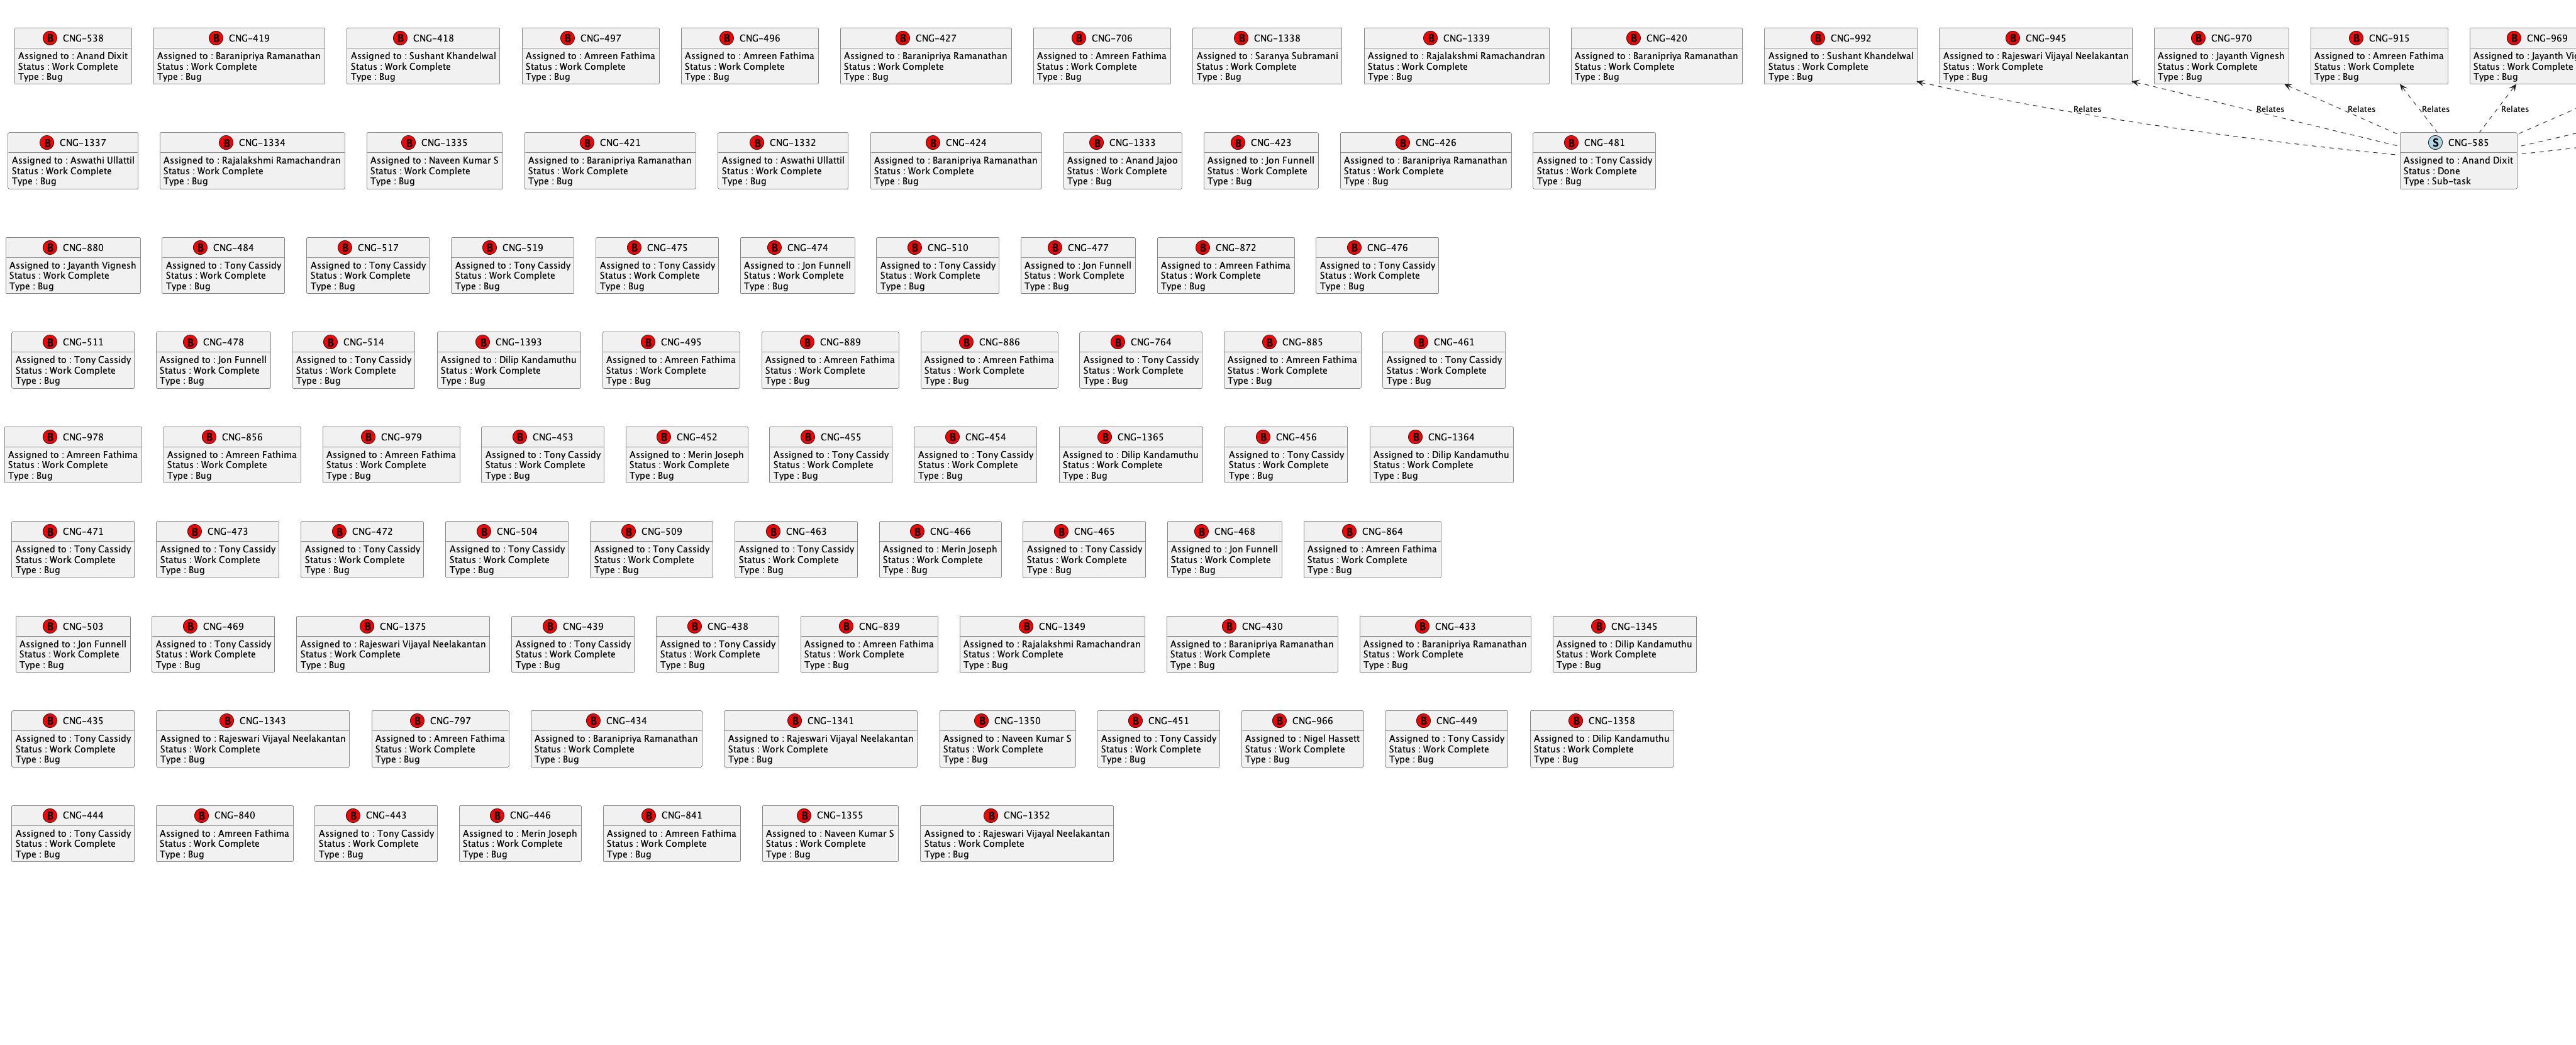 B CNG-538
Assigned to : Anand Dixit
Status : Work Complete
Type : Bug
B CNG-419
Assigned to : Baranipriya Ramanathan
Status : Work Complete
Type : Bug
B CNG-418
Assigned to : Sushant Khandelwal
Status : Work Complete
Type : Bug
B CNG-497
Assigned to : Amreen Fathima
Status : Work Complete
Type : Bug
B CNG-496
Assigned to : Amreen Fathima
Status : Work Complete
Type : Bug
B CNG-427
Assigned to : Baranipriya Ramanathan
Status : Work Complete
Type : Bug
B CNG-706
Assigned to : Amreen Fathima
Status : Work Complete
Type : Bug
B CNG-1338
Assigned to : Saranya Subramani
Status : Work Complete
Type : Bug
B CNG-1339
Assigned to : Rajalakshmi Ramachandran
Status : Work Complete
Type : Bug
B CNG-420
Assigned to : Baranipriya Ramanathan
Status : Work Complete
Type : Bug
B CNG-992
Assigned to : Sushant Khandelwal
Status : Work Complete
Type : Bug
B CNG-945
Assigned to : Rajeswari Vijayal Neelakantan
Status : Work Complete
Type : Bug
B CNG-970
Assigned to : Jayanth Vignesh
Status : Work Complete
Type : Bug
B CNG-915
Assigned to : Amreen Fathima
Status : Work Complete
Type : Bug
B CNG-969
Assigned to : Jayanth Vig
Status : Work Complete
Type : Bug
Relates
Relates
Relates
Relates
Relates
B CNG-1337
Assigned to : Aswathi Ullattil
Status : Work Complete
Type : Bug
B CNG-1334
Assigned to : Rajalakshmi Ramachandran
Status : Work Complete
Type : Bug
B CNG-1335
Assigned to : Naveen Kumar S
Status : Work Complete
Type : Bug
B CNG-421
Assigned to : Baranipriya Ramanathan
Status : Work Complete
Type : Bug
B CNG-1332
Assigned to : Aswathi Ullattil
Status : Work Complete
Type : Bug
B CNG-424
Assigned to : Baranipriya Ramanathan
Status : Work Complete
Type : Bug
B CNG-1333
Assigned to : Anand Jajoo
Status : Work Complete
Type : Bug
B CNG-423
Assigned to : Jon Funnell
Status : Work Complete
Type : Bug
B CNG-426
Assigned to : Baranipriya Ramanathan
Status : Work Complete
Type : Bug
B CNG-481
Assigned to : Tony Cassidy
Status : Work Complete
Type : Bug
S CNG-585
Assigned to : Anand Dixit
Status : Done
Type : Sub-task
B CNG-880
Assigned to : Jayanth Vignesh
Status : Work Complete
Type : Bug
B CNG-484
Assigned to : Tony Cassidy
Status : Work Complete
Type : Bug
B CNG-517
Assigned to : Tony Cassidy
Status : Work Complete
Type : Bug
B CNG-519
Assigned to : Tony Cassidy
Status : Work Complete
Type : Bug
B CNG-475
Assigned to : Tony Cassidy
Status : Work Complete
Type : Bug
B CNG-474
Assigned to : Jon Funnell
Status : Work Complete
Type : Bug
B CNG-510
Assigned to : Tony Cassidy
Status : Work Complete
Type : Bug
B CNG-477
Assigned to : Jon Funnell
Status : Work Complete
Type : Bug
B CNG-872
Assigned to : Amreen Fathima
Status : Work Complete
Type : Bug
B CNG-476
Assigned to : Tony Cassidy
Status : Work Complete
Type : Bug
B CNG-511
Assigned to : Tony Cassidy
Status : Work Complete
Type : Bug
B CNG-478
Assigned to : Jon Funnell
Status : Work Complete
Type : Bug
B CNG-514
Assigned to : Tony Cassidy
Status : Work Complete
Type : Bug
B CNG-1393
Assigned to : Dilip Kandamuthu
Status : Work Complete
Type : Bug
B CNG-495
Assigned to : Amreen Fathima
Status : Work Complete
Type : Bug
B CNG-889
Assigned to : Amreen Fathima
Status : Work Complete
Type : Bug
B CNG-886
Assigned to : Amreen Fathima
Status : Work Complete
Type : Bug
B CNG-764
Assigned to : Tony Cassidy
Status : Work Complete
Type : Bug
B CNG-885
Assigned to : Amreen Fathima
Status : Work Complete
Type : Bug
B CNG-461
Assigned to : Tony Cassidy
Status : Work Complete
Type : Bug
B CNG-978
Assigned to : Amreen Fathima
Status : Work Complete
Type : Bug
B CNG-856
Assigned to : Amreen Fathima
Status : Work Complete
Type : Bug
B CNG-979
Assigned to : Amreen Fathima
Status : Work Complete
Type : Bug
B CNG-453
Assigned to : Tony Cassidy
Status : Work Complete
Type : Bug
B CNG-452
Assigned to : Merin Joseph
Status : Work Complete
Type : Bug
B CNG-455
Assigned to : Tony Cassidy
Status : Work Complete
Type : Bug
B CNG-454
Assigned to : Tony Cassidy
Status : Work Complete
Type : Bug
B CNG-1365
Assigned to : Dilip Kandamuthu
Status : Work Complete
Type : Bug
B CNG-456
Assigned to : Tony Cassidy
Status : Work Complete
Type : Bug
B CNG-1364
Assigned to : Dilip Kandamuthu
Status : Work Complete
Type : Bug
B CNG-471
Assigned to : Tony Cassidy
Status : Work Complete
Type : Bug
B CNG-473
Assigned to : Tony Cassidy
Status : Work Complete
Type : Bug
B CNG-472
Assigned to : Tony Cassidy
Status : Work Complete
Type : Bug
B CNG-504
Assigned to : Tony Cassidy
Status : Work Complete
Type : Bug
B CNG-509
Assigned to : Tony Cassidy
Status : Work Complete
Type : Bug
B CNG-463
Assigned to : Tony Cassidy
Status : Work Complete
Type : Bug
B CNG-466
Assigned to : Merin Joseph
Status : Work Complete
Type : Bug
B CNG-465
Assigned to : Tony Cassidy
Status : Work Complete
Type : Bug
B CNG-468
Assigned to : Jon Funnell
Status : Work Complete
Type : Bug
B CNG-864
Assigned to : Amreen Fathima
Status : Work Complete
Type : Bug
B CNG-503
Assigned to : Jon Funnell
Status : Work Complete
Type : Bug
B CNG-469
Assigned to : Tony Cassidy
Status : Work Complete
Type : Bug
B CNG-1375
Assigned to : Rajeswari Vijayal Neelakantan
Status : Work Complete
Type : Bug
B CNG-439
Assigned to : Tony Cassidy
Status : Work Complete
Type : Bug
B CNG-438
Assigned to : Tony Cassidy
Status : Work Complete
Type : Bug
B CNG-839
Assigned to : Amreen Fathima
Status : Work Complete
Type : Bug
B CNG-1349
Assigned to : Rajalakshmi Ramachandran
Status : Work Complete
Type : Bug
B CNG-430
Assigned to : Baranipriya Ramanathan
Status : Work Complete
Type : Bug
B CNG-433
Assigned to : Baranipriya Ramanathan
Status : Work Complete
Type : Bug
B CNG-1345
Assigned to : Dilip Kandamuthu
Status : Work Complete
Type : Bug
B CNG-435
Assigned to : Tony Cassidy
Status : Work Complete
Type : Bug
B CNG-1343
Assigned to : Rajeswari Vijayal Neelakantan
Status : Work Complete
Type : Bug
B CNG-797
Assigned to : Amreen Fathima
Status : Work Complete
Type : Bug
B CNG-434
Assigned to : Baranipriya Ramanathan
Status : Work Complete
Type : Bug
B CNG-1341
Assigned to : Rajeswari Vijayal Neelakantan
Status : Work Complete
Type : Bug
B CNG-1350
Assigned to : Naveen Kumar S
Status : Work Complete
Type : Bug
B CNG-451
Assigned to : Tony Cassidy
Status : Work Complete
Type : Bug
B CNG-966
Assigned to : Nigel Hassett
Status : Work Complete
Type : Bug
B CNG-449
Assigned to : Tony Cassidy
Status : Work Complete
Type : Bug
B CNG-1358
Assigned to : Dilip Kandamuthu
Status : Work Complete
Type : Bug
B CNG-444
Assigned to : Tony Cassidy
Status : Work Complete
Type : Bug
B CNG-840
Assigned to : Amreen Fathima
Status : Work Complete
Type : Bug
B CNG-443
Assigned to : Tony Cassidy
Status : Work Complete
Type : Bug
B CNG-446
Assigned to : Merin Joseph
Status : Work Complete
Type : Bug
B CNG-841
Assigned to : Amreen Fathima
Status : Work Complete
Type : Bug
B CNG-1355
Assigned to : Naveen Kumar S
Status : Work Complete
Type : Bug
B CNG-1352
Assigned to : Rajeswari Vijayal Neelakantan
Status : Work Complete
Type : Bug